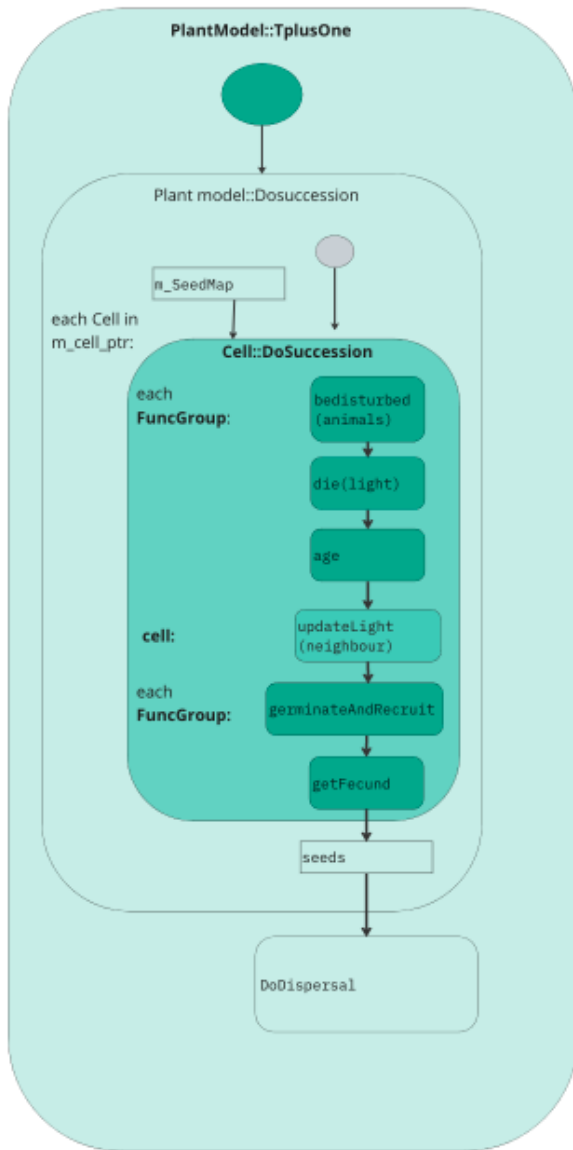 PlantModel::TplusOne
Plant model::Dosuccession
m_SeedMap
each Cell in
m_cell_ptr:
Cell::DoSuccession
each
FuncGroup:
bedisturbed
(animals)
die(light)
age
cell:
updateLight
(neighbour)
each
FuncGroup:
germinateAndRecruit
getFecund
seeds
DoDispersal